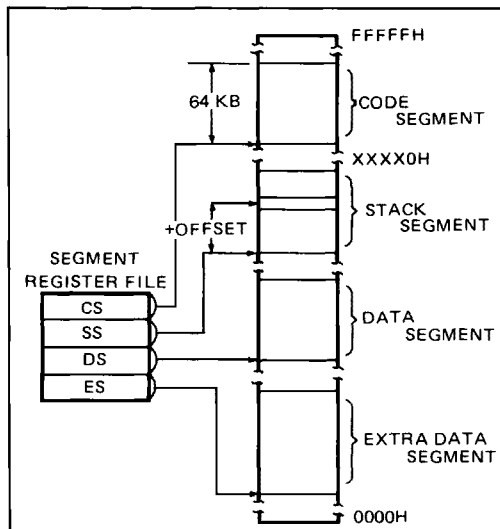 FFFFFH
64 KB
CODE
SEGMENT
XXXX0H
STACK
SEGMENT
+OFFSET
SEGMENT
REGISTER FILE
CS
SS
DS
ES
DATA
SEGMENT
EXTRA DATA
SEGMENT
0000H